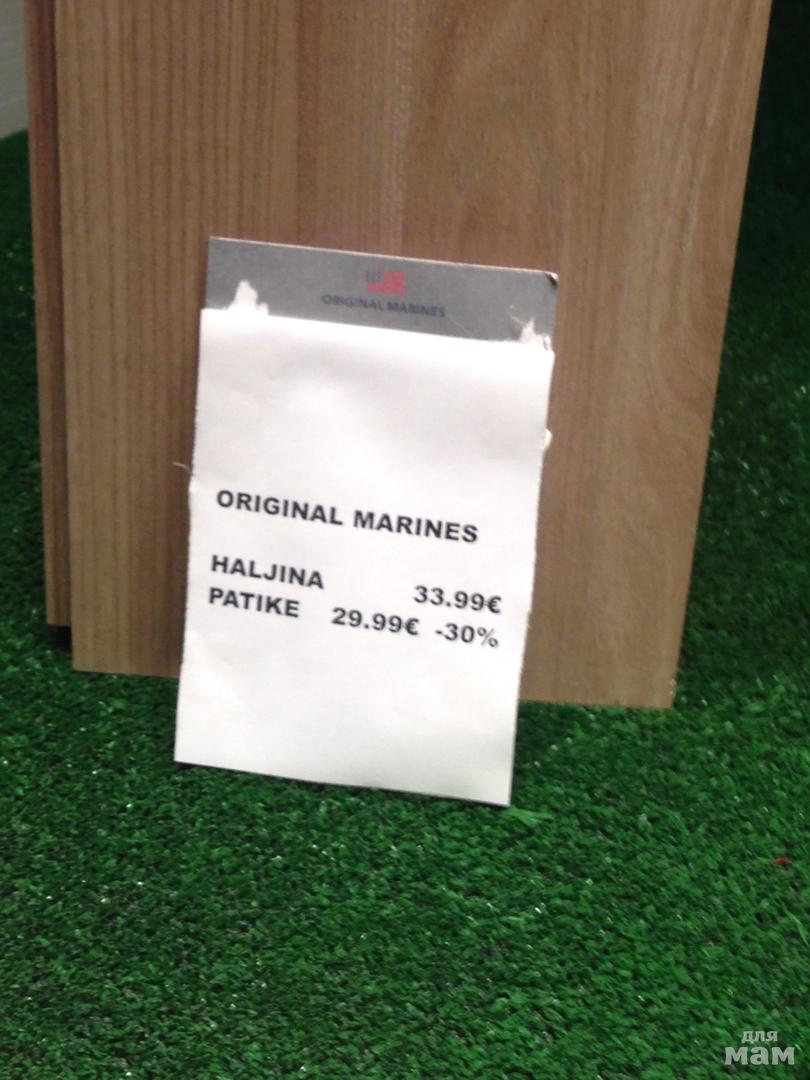 ORIGINAL MARINES
ORIGINAL MARINES
HALJINA 33.99€
PATIKE 29.99€ -30%
для
мам